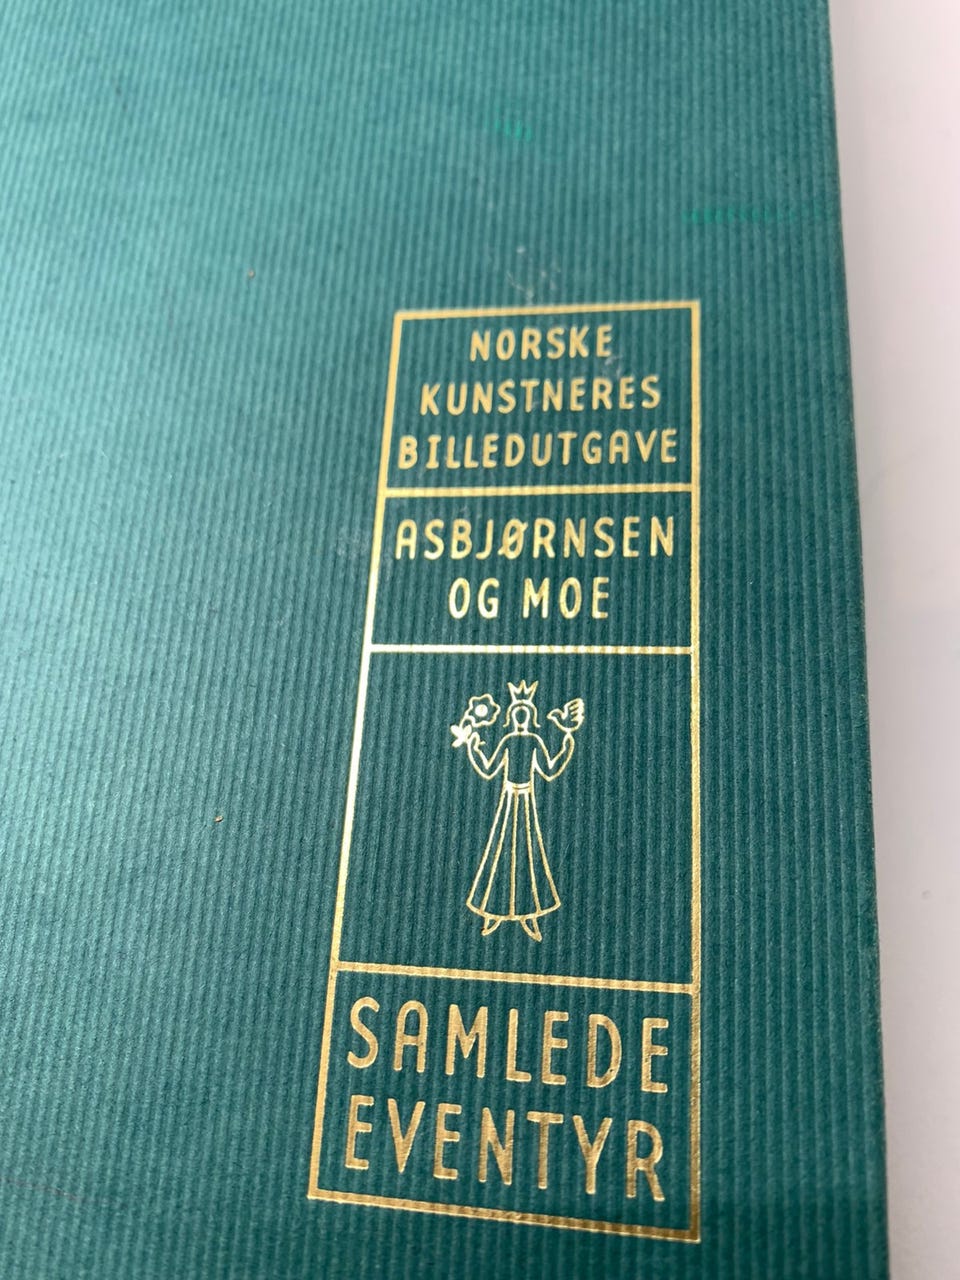 NORSKE
KUNSTNERES
BILLEDUTGAVE
ASBJØRNSEN
OG MOE
SAMLEDE
EVENTYR